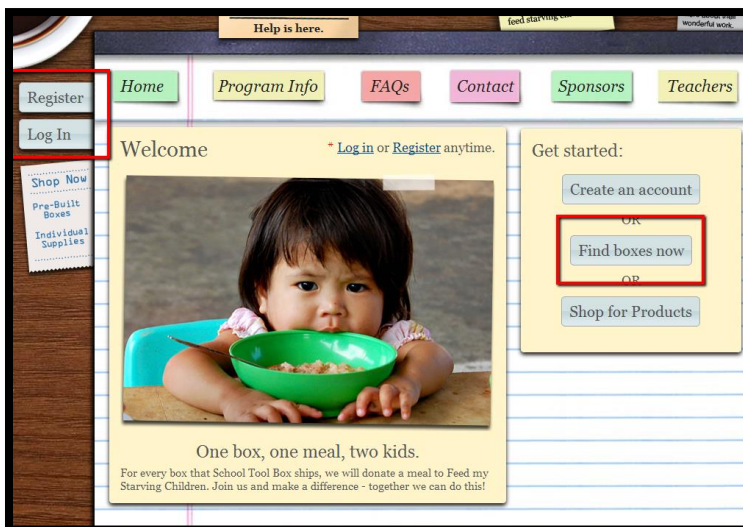 Help is here.
feed starving
wonderful work.
Register
Log In
Home
Program Info
FAQs
Contact
Sponsors
Teachers
Shop Now
Pre-Built
Boxes
Individual
Supplies
Welcome
* Log in or Register anytime.
One box, one meal, two kids.
For every box that School Tool Box ships, we will donate a meal to Feed my
Starving Children. Join us and make a difference - together we can do this!
Get started:
Create an account
OR
Find boxes now
OR
Shop for Products